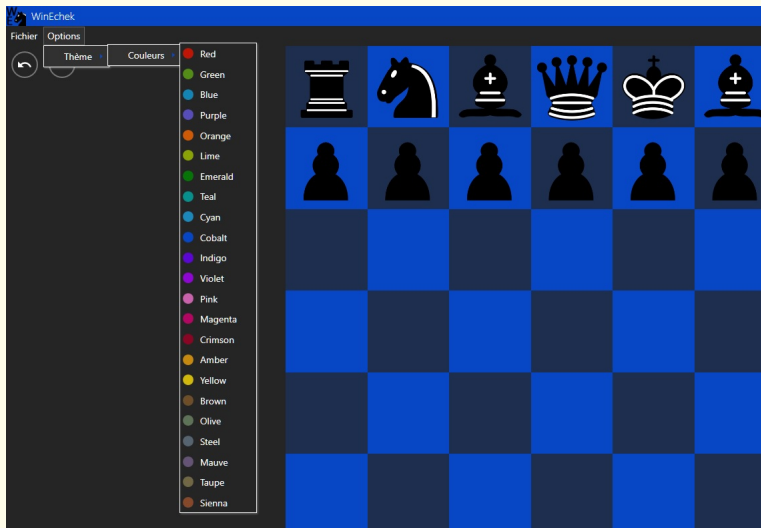 WinEchek
Fichier Options
Thème Couleurs Red
Green
Blue
Purple
Orange
Lime
Emerald
Teal
Cyan
Cobalt
Indigo
Violet
Pink
Magenta
Crimson
Amber
Yellow
Brown
Olive
Steel
Mauve
Taupe
Sienna